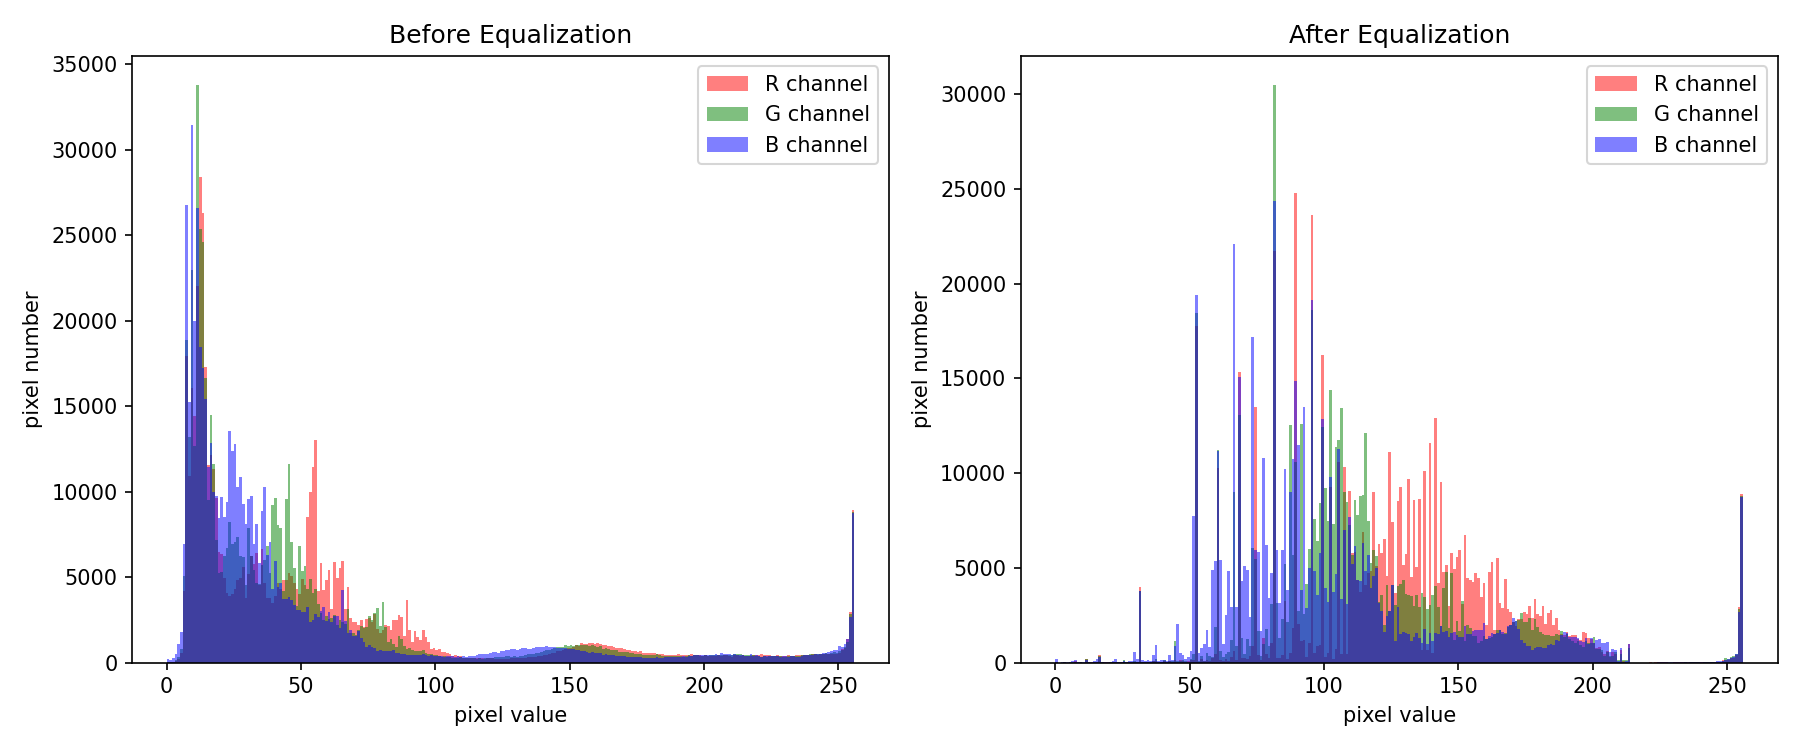 Before Equalization
35000
30000
25000
20000
15000
10000
5000
0
pixel number
0 50 100 150 200 250
pixel value
R channel
G channel
B channel
After Equalization
30000
25000
20000
15000
10000
5000
0
pixel number
0 50 100 150 200 250
pixel value
R channel
G channel
B channel